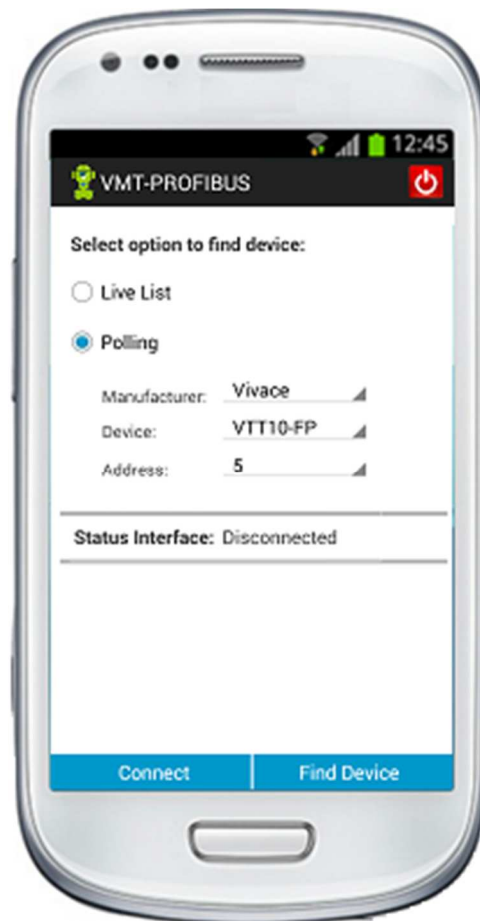 12:45
VMT-PROFIBUS
Select option to find device:
Live List
Polling
Manufacturer: Vivace
Device: VTT10-FP
Address: 5
Status Interface: Disconnected
Connect Find Device